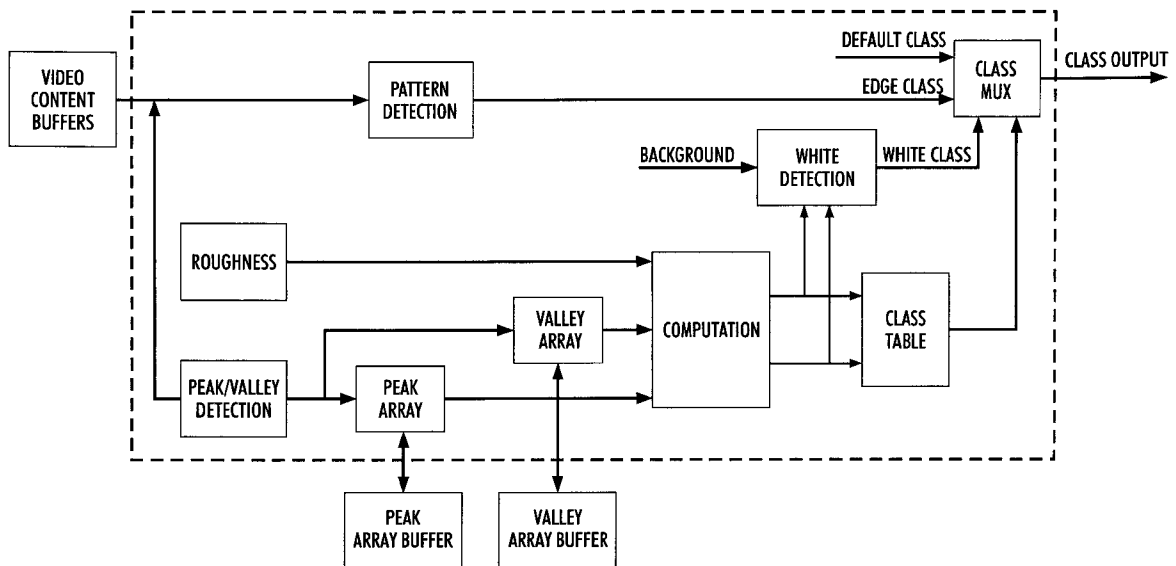 VIDEO
CONTENT
BUFFERS
PATTERN
DETECTION
DEFAULT CLASS
EDGE CLASS
CLASS
MUX
CLASS OUTPUT
BACKGROUND
WHITE
DETECTION
WHITE CLASS
ROUGHNESS
VALLEY
ARRAY
COMPUTATION
CLASS
TABLE
PEAK/VALLEY
DETECTION
PEAK
ARRAY
PEAK
ARRAY BUFFER
VALLEY
ARRAY BUFFER